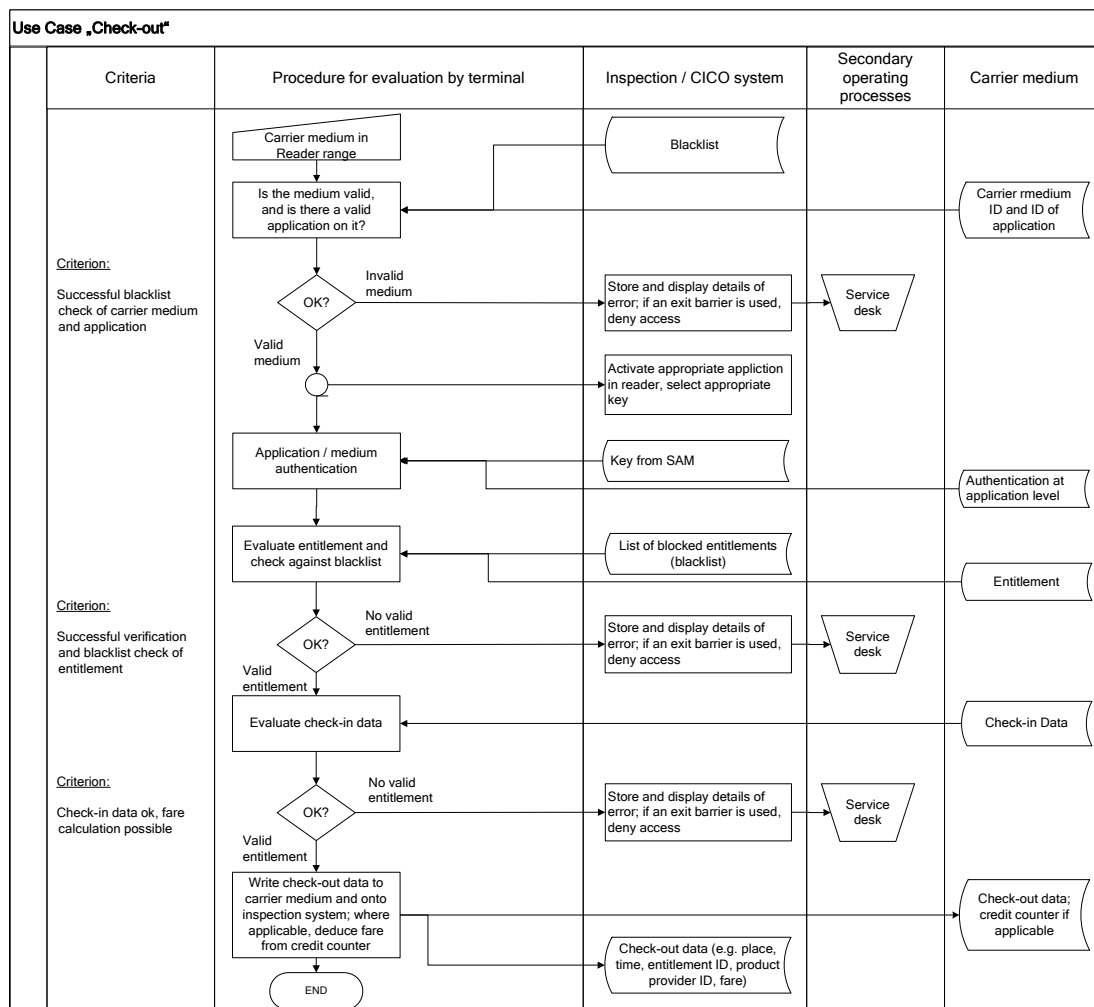 Use Case „Check-out“
Criteria
Procedure for evaluation by terminal
Inspection / CICO system
Secondary
operating
processes
Carrier medium
Carrier medium in
Reader range
Blacklist
Is the medium valid,
and is there a valid
application on it?
Carrier rmedium
ID and ID of
application
Criterion:
Successful blacklist
check of carrier medium
and application
OK?
Invalid
medium
Store and display details of
error; if an exit barrier is used,
deny access
Service
desk
Valid
medium
Activate appropriate appliction
in reader, select appropriate
key
Application / medium
authentication
Key from SAM
Authentication at
application level
Evaluate entitlement and
check against blacklist
List of blocked entitlements
(blacklist)
Entitlement
Criterion:
Successful verification
and blacklist check of
entitlement
OK?
No valid
entitlement
Store and display details of
error; if an exit barrier is used,
deny access
Service
desk
Valid
entitlement
Evaluate check-in data
Check-in Data
Criterion:
Check-in data ok, fare
calculation possible
OK?
No valid
entitlement
Store and display details of
error; if an exit barrier is used,
deny access
Service
desk
Valid
entitlement
Write check-out data to
carrier medium and onto
inspection system; where
applicable, deduce fare
from credit counter
Check-out data;
credit counter if
applicable
Check-out data (e.g. place,
time, entitlement ID, product
provider ID, fare)
END